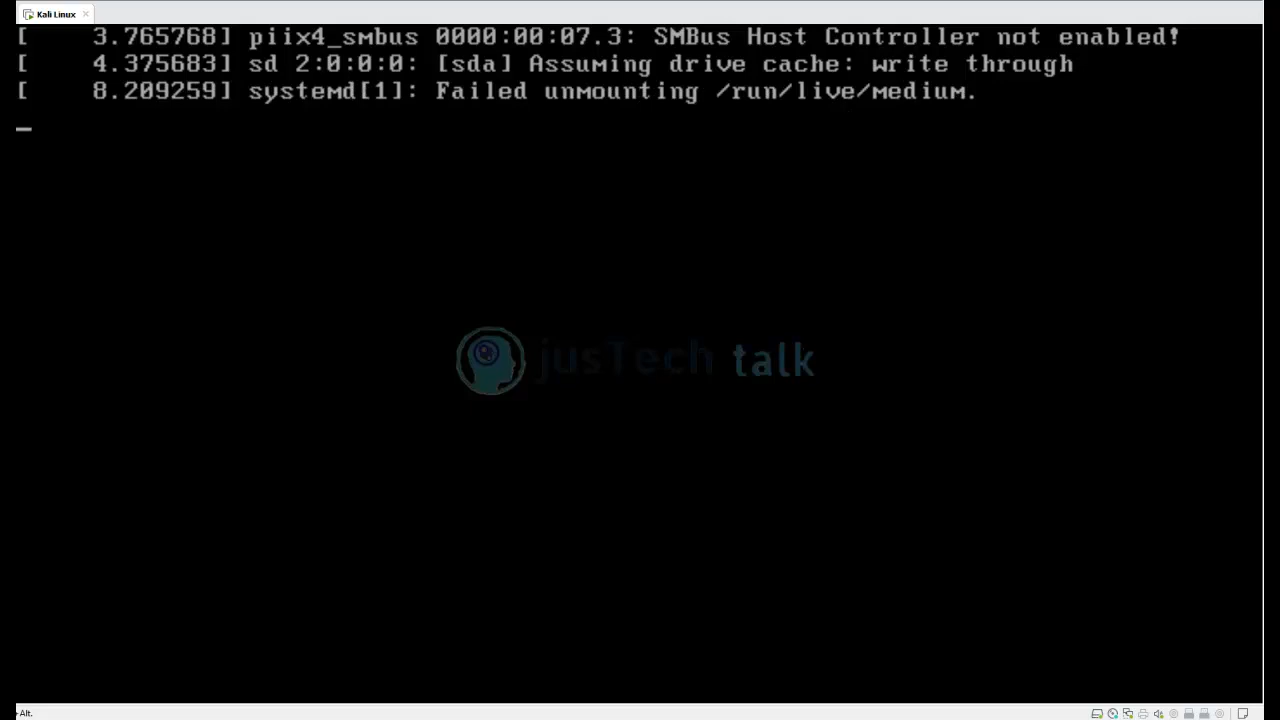 Kali Linux
[    3.765768] piix4_smbus 0000:00:07.3: SMBus Host Controller not enabled!
[    4.375683] sd 2:0:0:0: [sda] Assuming drive cache: write through
[    8.209259] systemd[1]: Failed unmounting /run/live/medium.
jusTech talk
Alt.